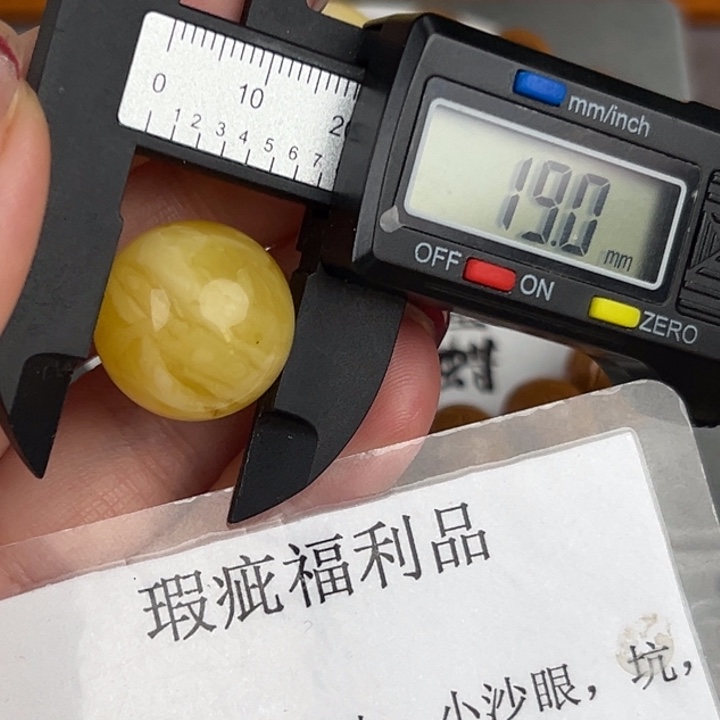 0 10
1 2 3 4 5 6 7
mm/inch
19.0 mm
OFF ON
ZERO
瑕疵福利品
小沙眼，坑，